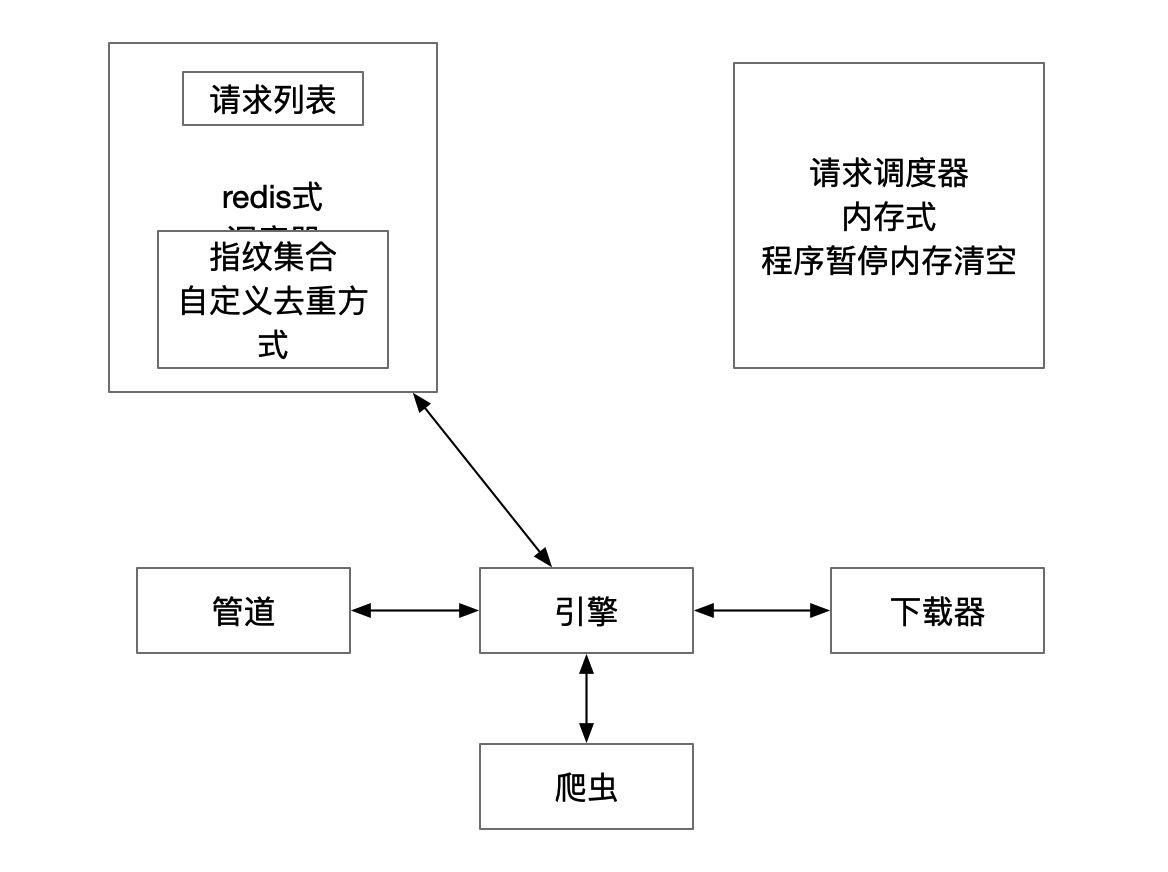 请求列表
redis式
指纹集合
自定义去重方
式
请求调度器
内存式
程序暂停内存清空
管道
引擎
下载器
爬虫